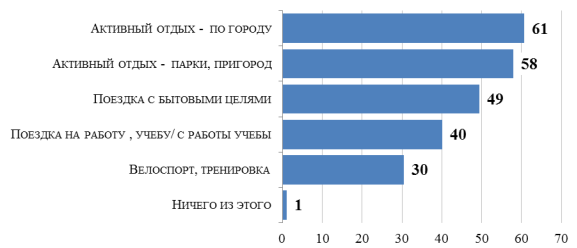 Активный отдых - по городу 61
Активный отдых - парки, пригород 58
Поездка с бытовыми целями 49
Поездка на работу , учебу/ с работы учебы 40
Велоспорт, тренировка 30
Ничего из этого 1
0 10 20 30 40 50 60 70